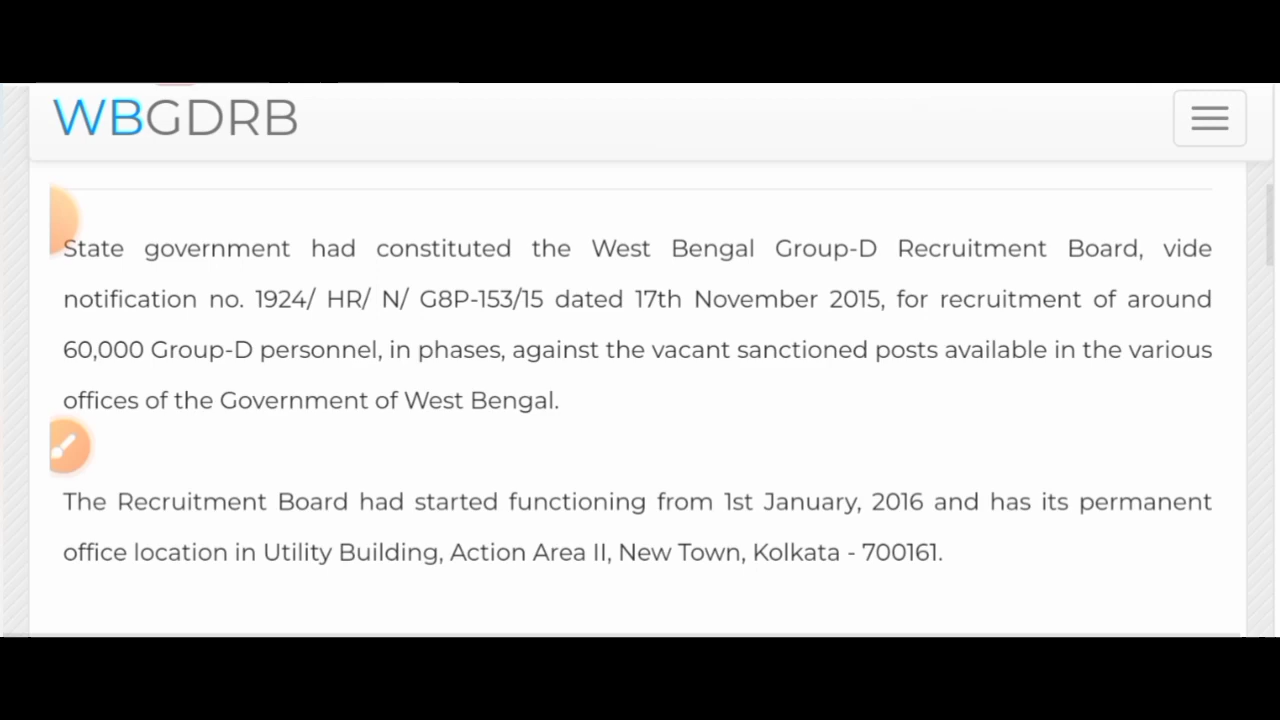 WBGDRB
State government had constituted the West Bengal Group-D Recruitment Board, vide
notification no. 1924/ HR/ N/ G8P-153/15 dated 17th November 2015, for recruitment of around
60,000 Group-D personnel, in phases, against the vacant sanctioned posts available in the various
offices of the Government of West Bengal.
The Recruitment Board had started functioning from 1st January, 2016 and has its permanent
office location in Utility Building, Action Area II, New Town, Kolkata - 700161.